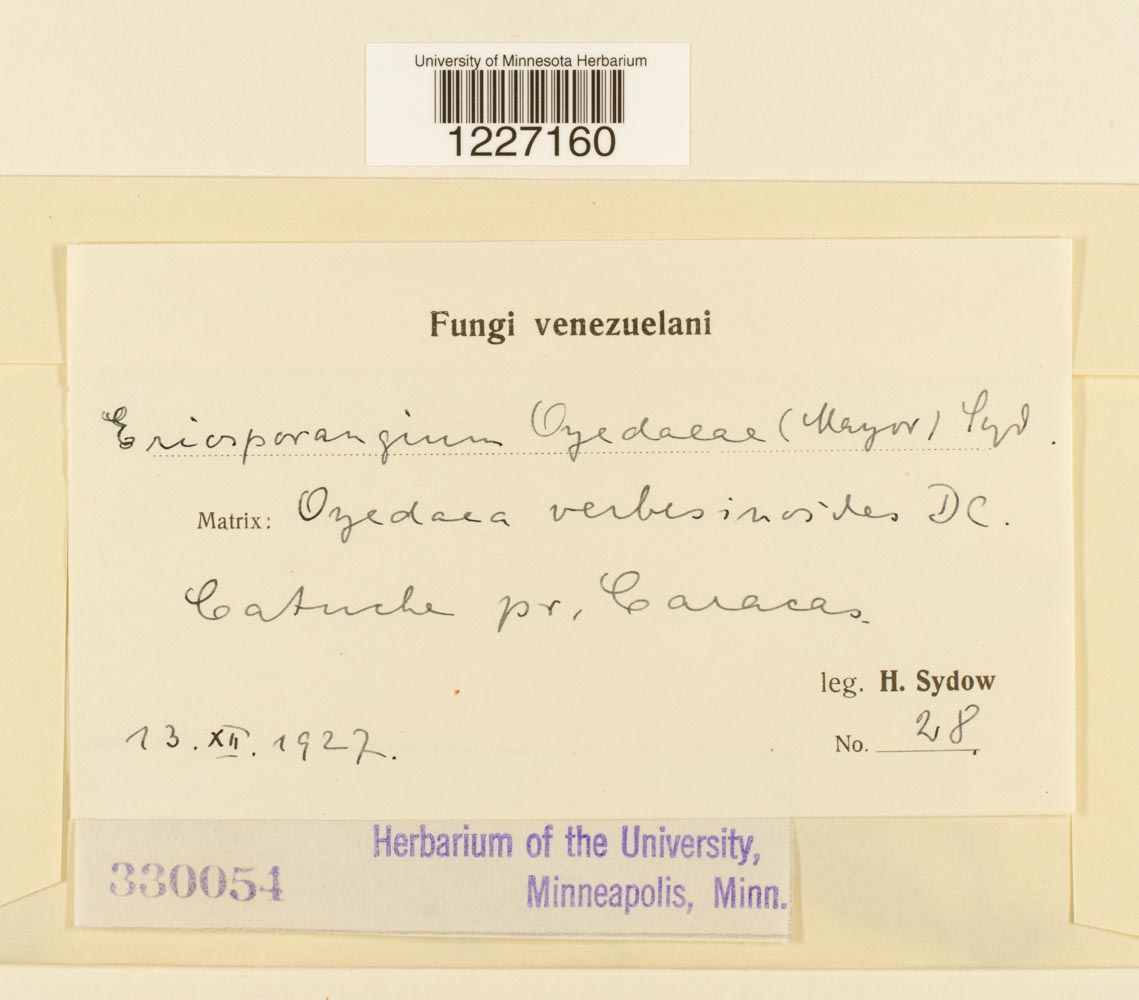 University of Minnesota Herbarium
1227160
Fungi venezuelani
Eriosporangium Oyedaeae (Mayor) Syd.
Matrix: Oyedaea verbesinoides DC.
Catuche pr. Caracas.
leg. H. Sydow
13. XII. 1927.
No. 28.
Herbarium of the University,
330054
Minneapolis, Minn.